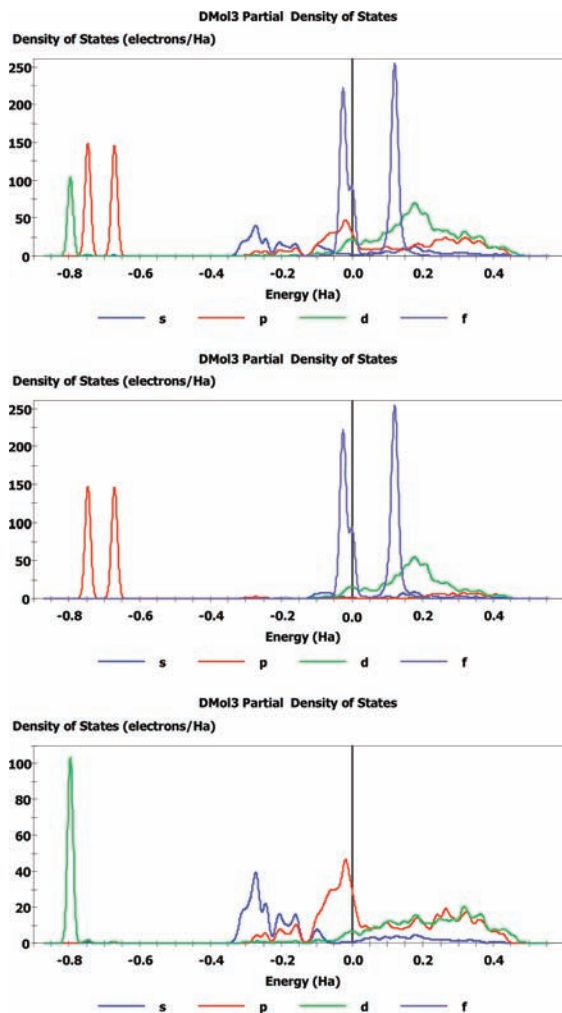 DMol3 Partial Density of States
Density of States (electrons/Ha)
250
200
150
100
50
0
-0.8 -0.6 -0.4 -0.2 0.0 0.2 0.4
Energy (Ha)
s p d f
DMol3 Partial Density of States
Density of States (electrons/Ha)
250
200
150
100
50
0
-0.8 -0.6 -0.4 -0.2 0.0 0.2 0.4
Energy (Ha)
s p d f
DMol3 Partial Density of States
Density of States (electrons/Ha)
100
80
60
40
20
0
-0.8 -0.6 -0.4 -0.2 0.0 0.2 0.4
Energy (Ha)
s p d f